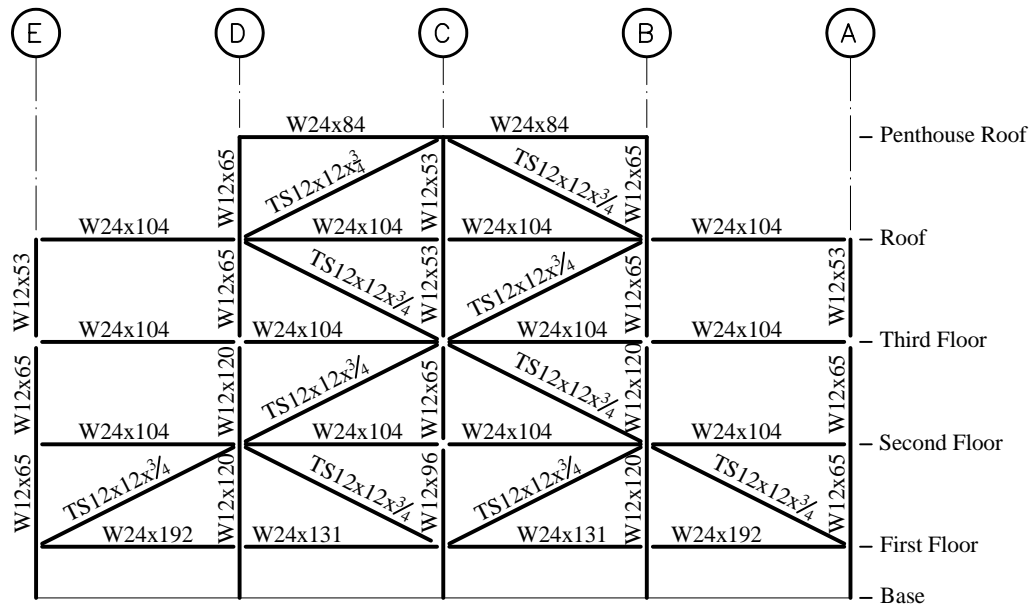 E D C B A
W24x84 W24x84 Penthouse Roof
W12x65 TS12x12x3/4 W12x53 TS12x12x3/4 W12x65
W24x104 W24x104 W24x104 W24x104 Roof
W12x53 W12x65 TS12x12x3/4 W12x53 TS12x12x3/4 W12x65 W12x53
W24x104 W24x104 W24x104 W24x104 Third Floor
W12x65 W12x120 TS12x12x3/4 W12x65 TS12x12x3/4 W12x120 W12x65
W24x104 W24x104 W24x104 W24x104 Second Floor
W12x65 TS12x12x3/4 W12x120 TS12x12x3/4 W12x96 TS12x12x3/4 W12x120 TS12x12x3/4 W12x65
W24x192 W24x131 W24x131 W24x192 First Floor
Base